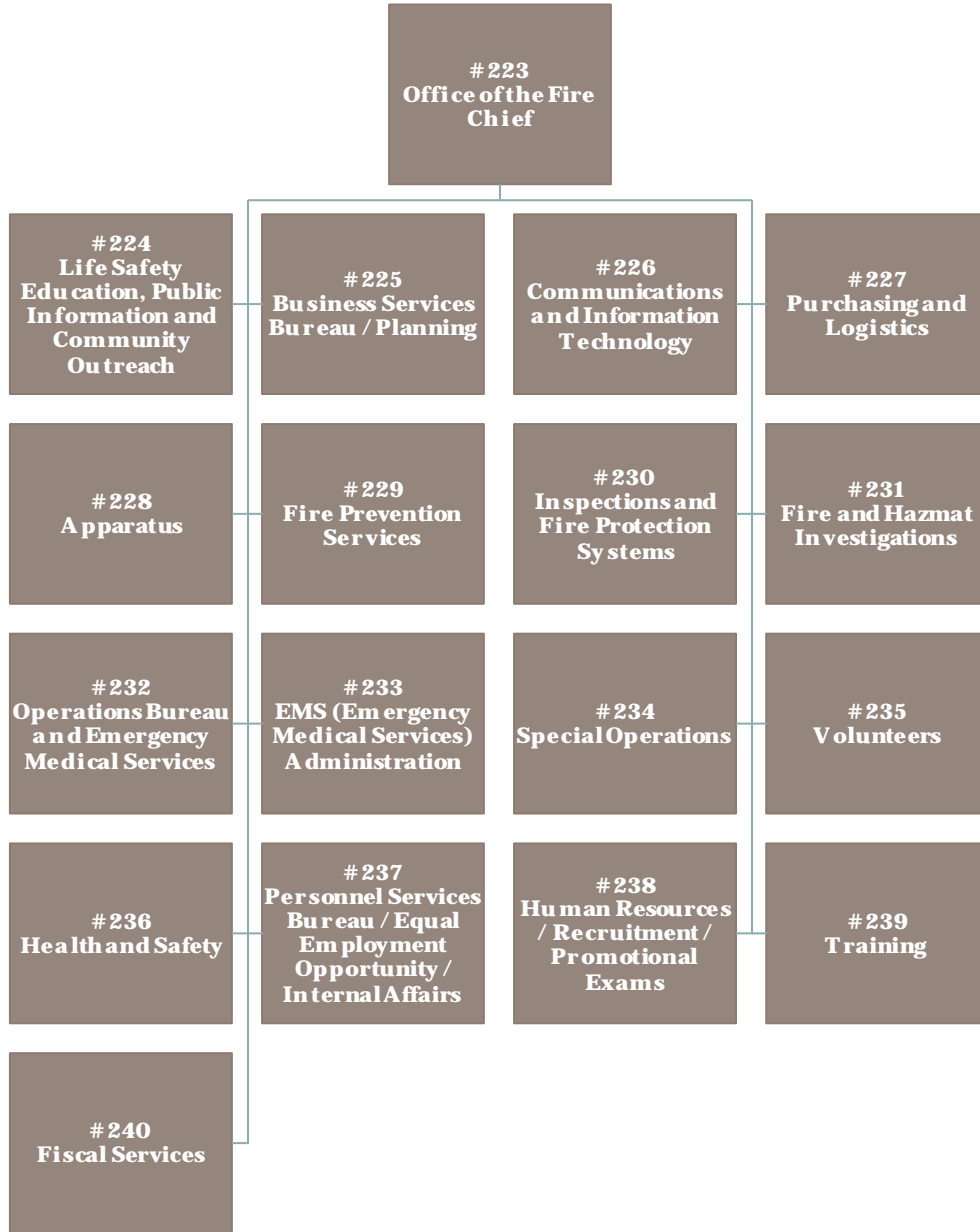 #223
Office of the Fire
Chief
#224
Life Safety
Education, Public
Information and
Community
Outreach
#225
Business Services
Bureau / Planning
#226
Communications
and Information
Technology
#227
Purchasing and
Logistics
#228
Apparatus
#229
Fire Prevention
Services
#230
Inspections and
Fire Protection
Systems
#231
Fire and Hazmat
Investigations
#232
Operations Bureau
and Emergency
Medical Services
#233
EMS (Emergency
Medical Services)
Administration
#234
Special Operations
#235
Volunteers
#236
Health and Safety
#237
Personnel Services
Bureau / Equal
Employment
Opportunity /
Internal Affairs
#238
Human Resources
/ Recruitment /
Promotional
Exams
#239
Training
#240
Fiscal Services